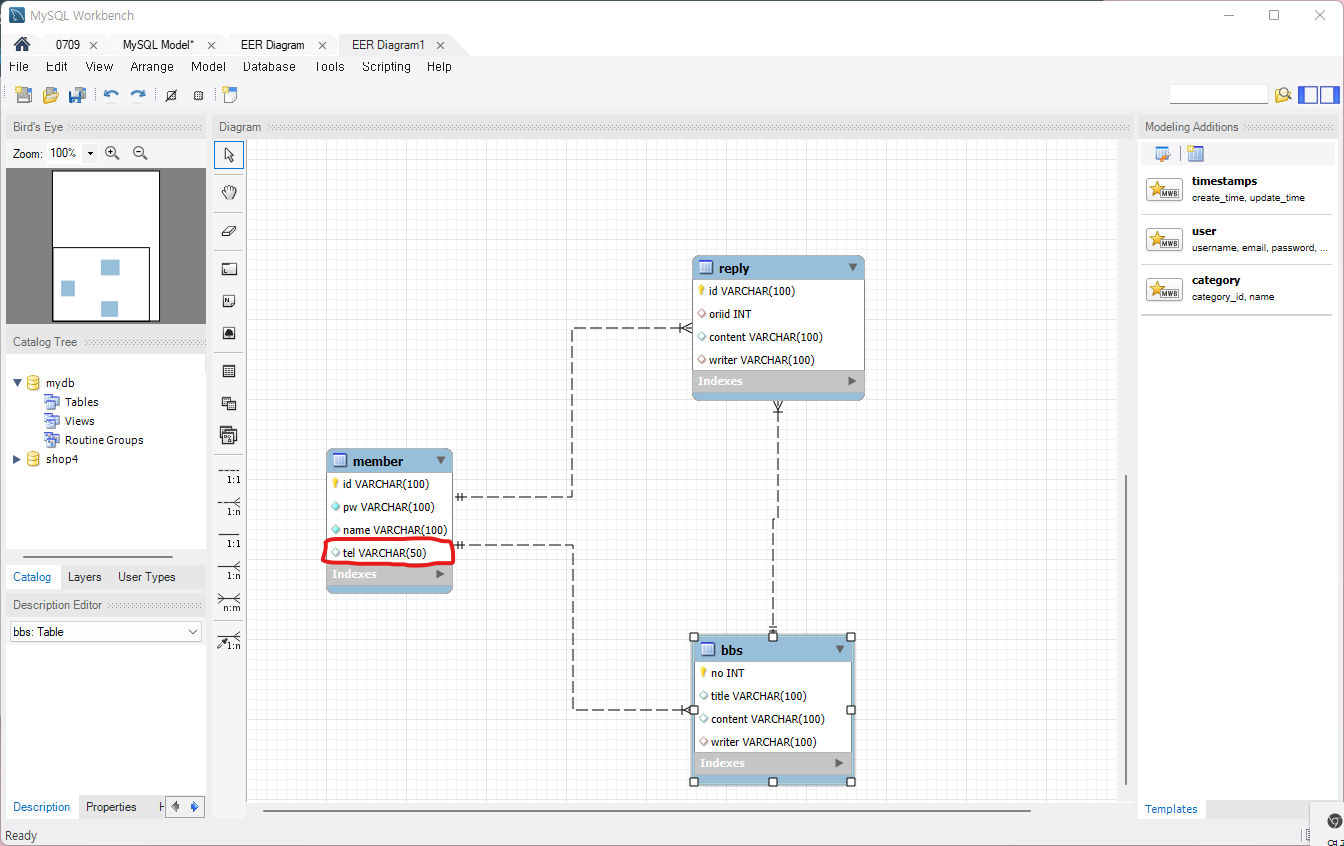 MySQL Workbench
0709
MySQL Model*
EER Diagram
EER Diagram1
File Edit View Arrange Model Database Tools Scripting Help
Bird's Eye
Zoom: 100%
Catalog Tree
mydb
Tables
Views
Routine Groups
shop4
Catalog Layers User Types
Description Editor
bbs: Table
Description Properties H
Ready
Diagram
1:1
1:n
1:1
1:n
n:m
1:n
reply
id VARCHAR(100)
oriid INT
content VARCHAR(100)
writer VARCHAR(100)
Indexes
member
id VARCHAR(100)
pw VARCHAR(100)
name VARCHAR(100)
tel VARCHAR(50)
Indexes
bbs
no INT
title VARCHAR(100)
content VARCHAR(100)
writer VARCHAR(100)
Indexes
Modeling Additions
MWB
timestamps
create_time, update_time
MWB
user
username, email, password, ...
MWB
category
category_id, name
Templates